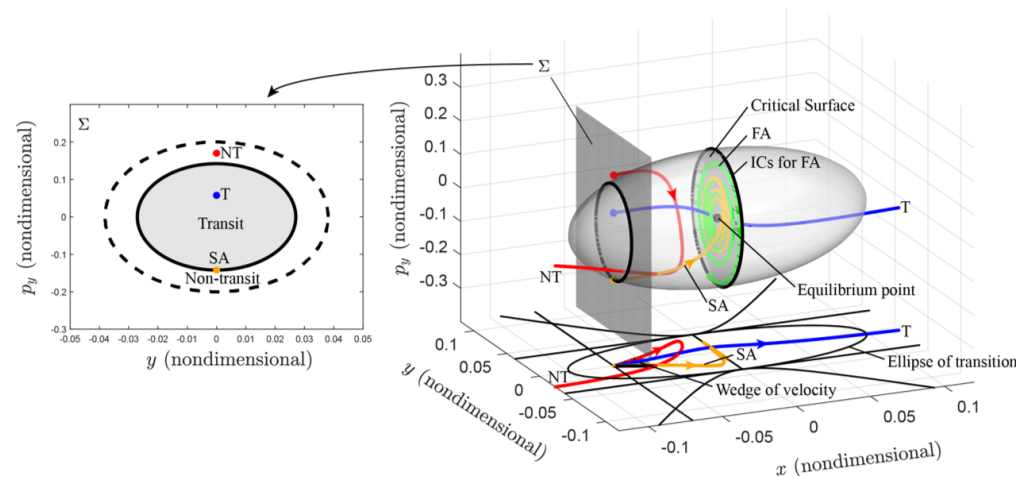 Σ
0.2
0.1
0
-0.1
-0.2
-0.3
-0.05
-0.04
-0.03
-0.02
-0.01
0
0.01
0.02
0.03
0.04
0.05
p_y (nondimensional)
y (nondimensional)
NT
T
Transit
SA
Non-transit
Σ
0.3
0.2
0.1
0
-0.1
-0.2
-0.3
p_y (nondimensional)
Critical Surface
FA
ICs for FA
T
NT
SA
Equilibrium point
T
SA
Ellipse of transition
NT
Wedge of velocity
0.1
0.05
0
-0.05
-0.1
y (nondimensional)
-0.1
-0.05
0
0.05
0.1
x (nondimensional)